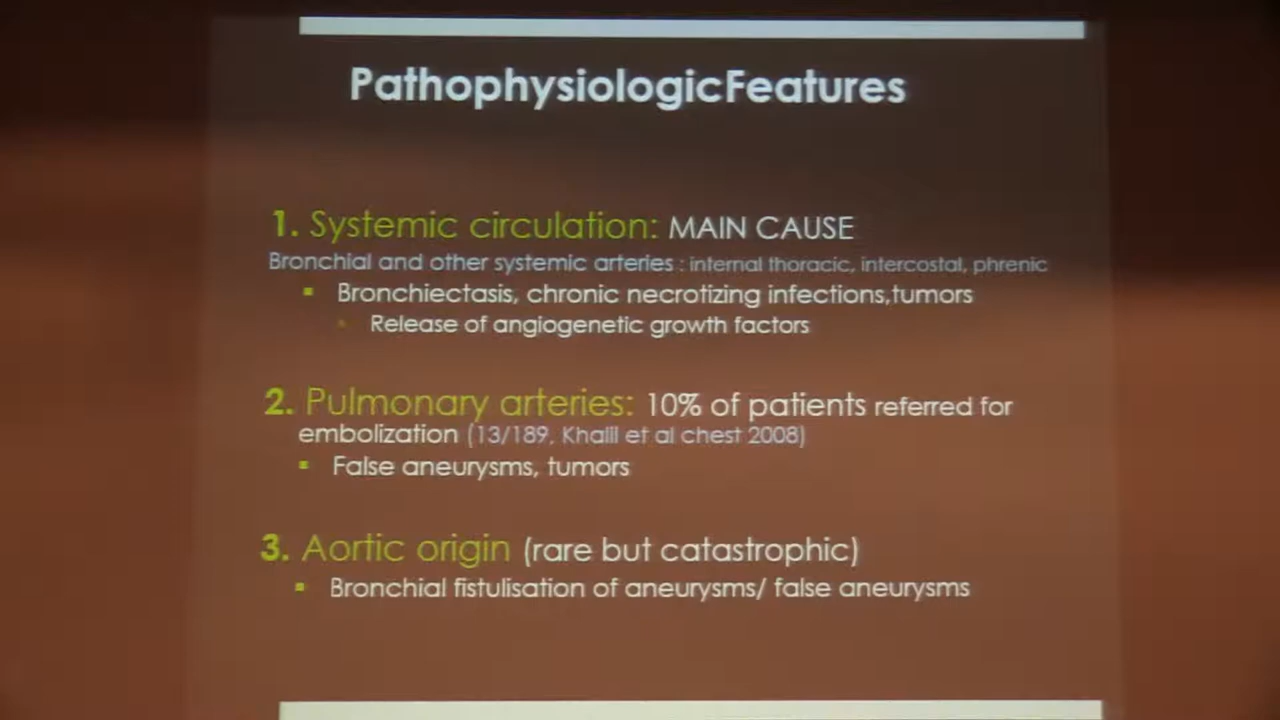 PathophysiologicFeatures
1. Systemic circulation: MAIN CAUSE
Bronchial and other systemic arteries : internal thoracic, intercostal, phrenic
▪ Bronchiectasis, chronic necrotizing infections,tumors
▪ Release of angiogenetic growth factors
2. Pulmonary arteries: 10% of patients referred for
embolization (13/189, Khalil et al chest 2008)
▪ False aneurysms, tumors
3. Aortic origin (rare but catastrophic)
▪ Bronchial fistulisation of aneurysms/ false aneurysms